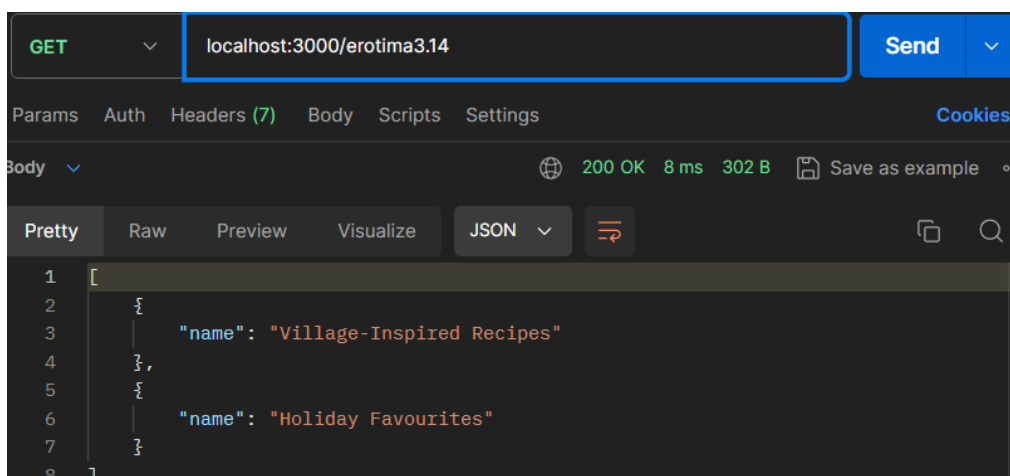 GET localhost:3000/erotima3.14 Send
Params Auth Headers (7) Body Scripts Settings Cookies
Body 200 OK 8 ms 302 B Save as example
Pretty Raw Preview Visualize JSON
1 [
2 {
3 "name": "Village-Inspired Recipes"
4 },
5 {
6 "name": "Holiday Favourites"
7 }
8 ]